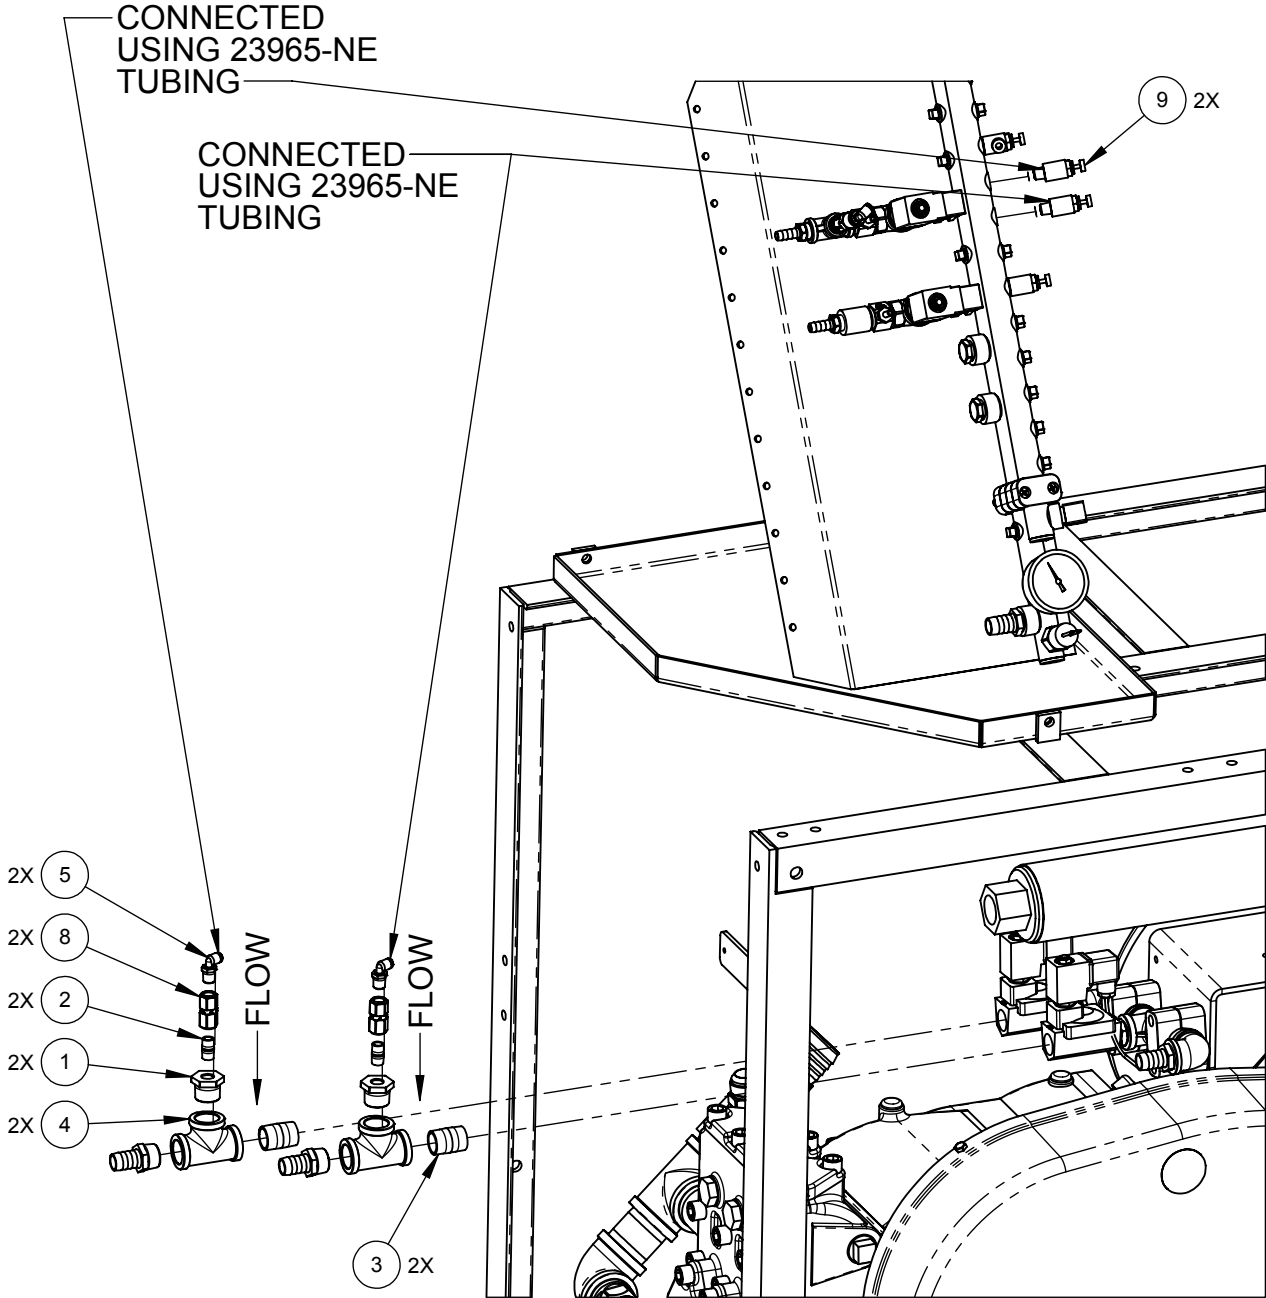 CONNECTED
USING 23965-NE
TUBING
9 2X
CONNECTED
USING 23965-NE
TUBING
2X 5
2X 8
2X 2
2X 1
2X 4
FLOW
FLOW
3 2X